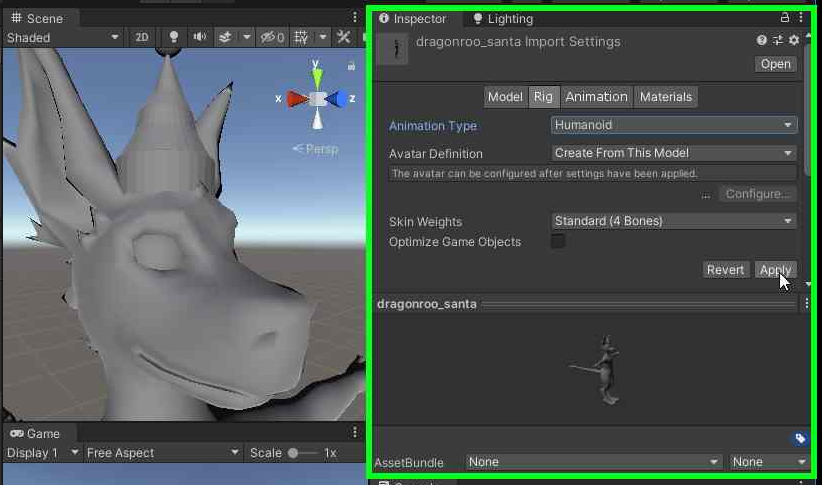 Scene
Shaded
2D
0
y
x
z
Persp
Game
Display 1
Free Aspect
Scale
1x
Inspector
Lighting
dragonroo_santa Import Settings
Open
Model
Rig
Animation
Materials
Animation Type
Humanoid
Avatar Definition
Create From This Model
The avatar can be configured after settings have been applied.
... Configure...
Skin Weights
Standard (4 Bones)
Optimize Game Objects
Revert
Apply
dragonroo_santa
AssetBundle
None
None